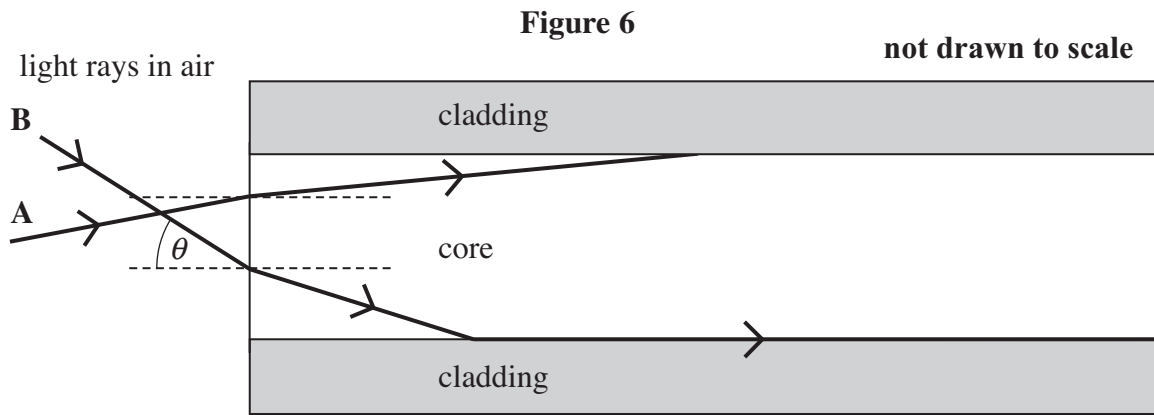 Figure 6
not drawn to scale
light rays in air
B
cladding
A
θ
core
cladding